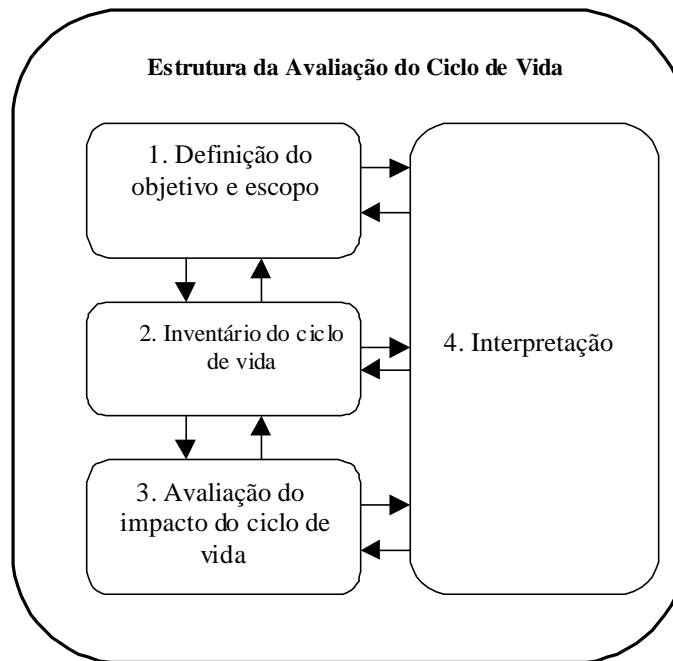 Estrutura da Avaliação do Ciclo de Vida
1. Definição do
objetivo e escopo
2. Inventário do ciclo
de vida
4. Interpretação
3. Avaliação do
impacto do ciclo de
vida